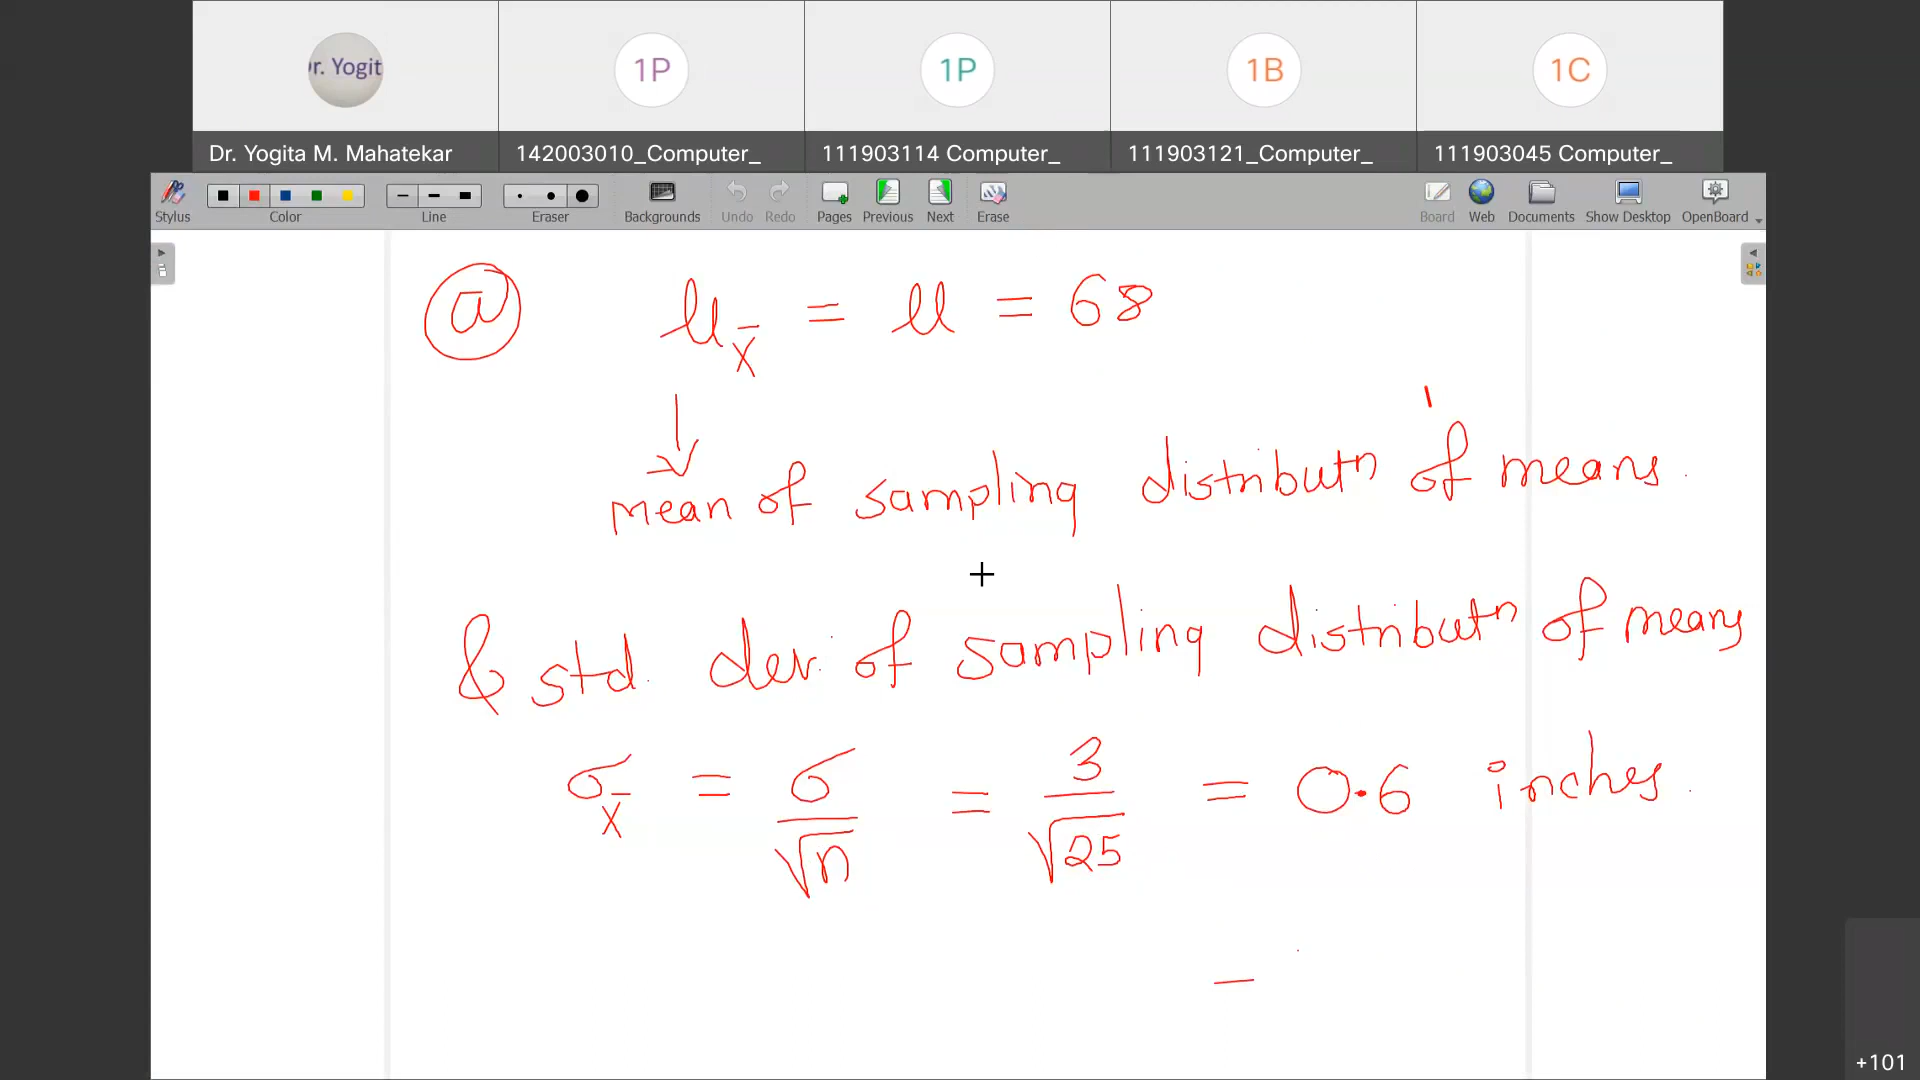 r. Yogit
1P
1P
1B
1C
Dr. Yogita M. Mahatekar
142003010_Computer_
111903114 Computer_
111903121_Computer_
111903045 Computer_
Stylus
Color
Line
Eraser
Backgrounds
Undo
Redo
Pages
Previous
Next
Erase
Board
Web
Documents
Show Desktop
OpenBoard
ⓐ μ_X̄ = μ = 68
↓
mean of sampling distributⁿ of means.
& std. dev. of sampling distributⁿ of means
σ_X̄ = σ/√n = 3/√25 = 0.6 inches.
+101